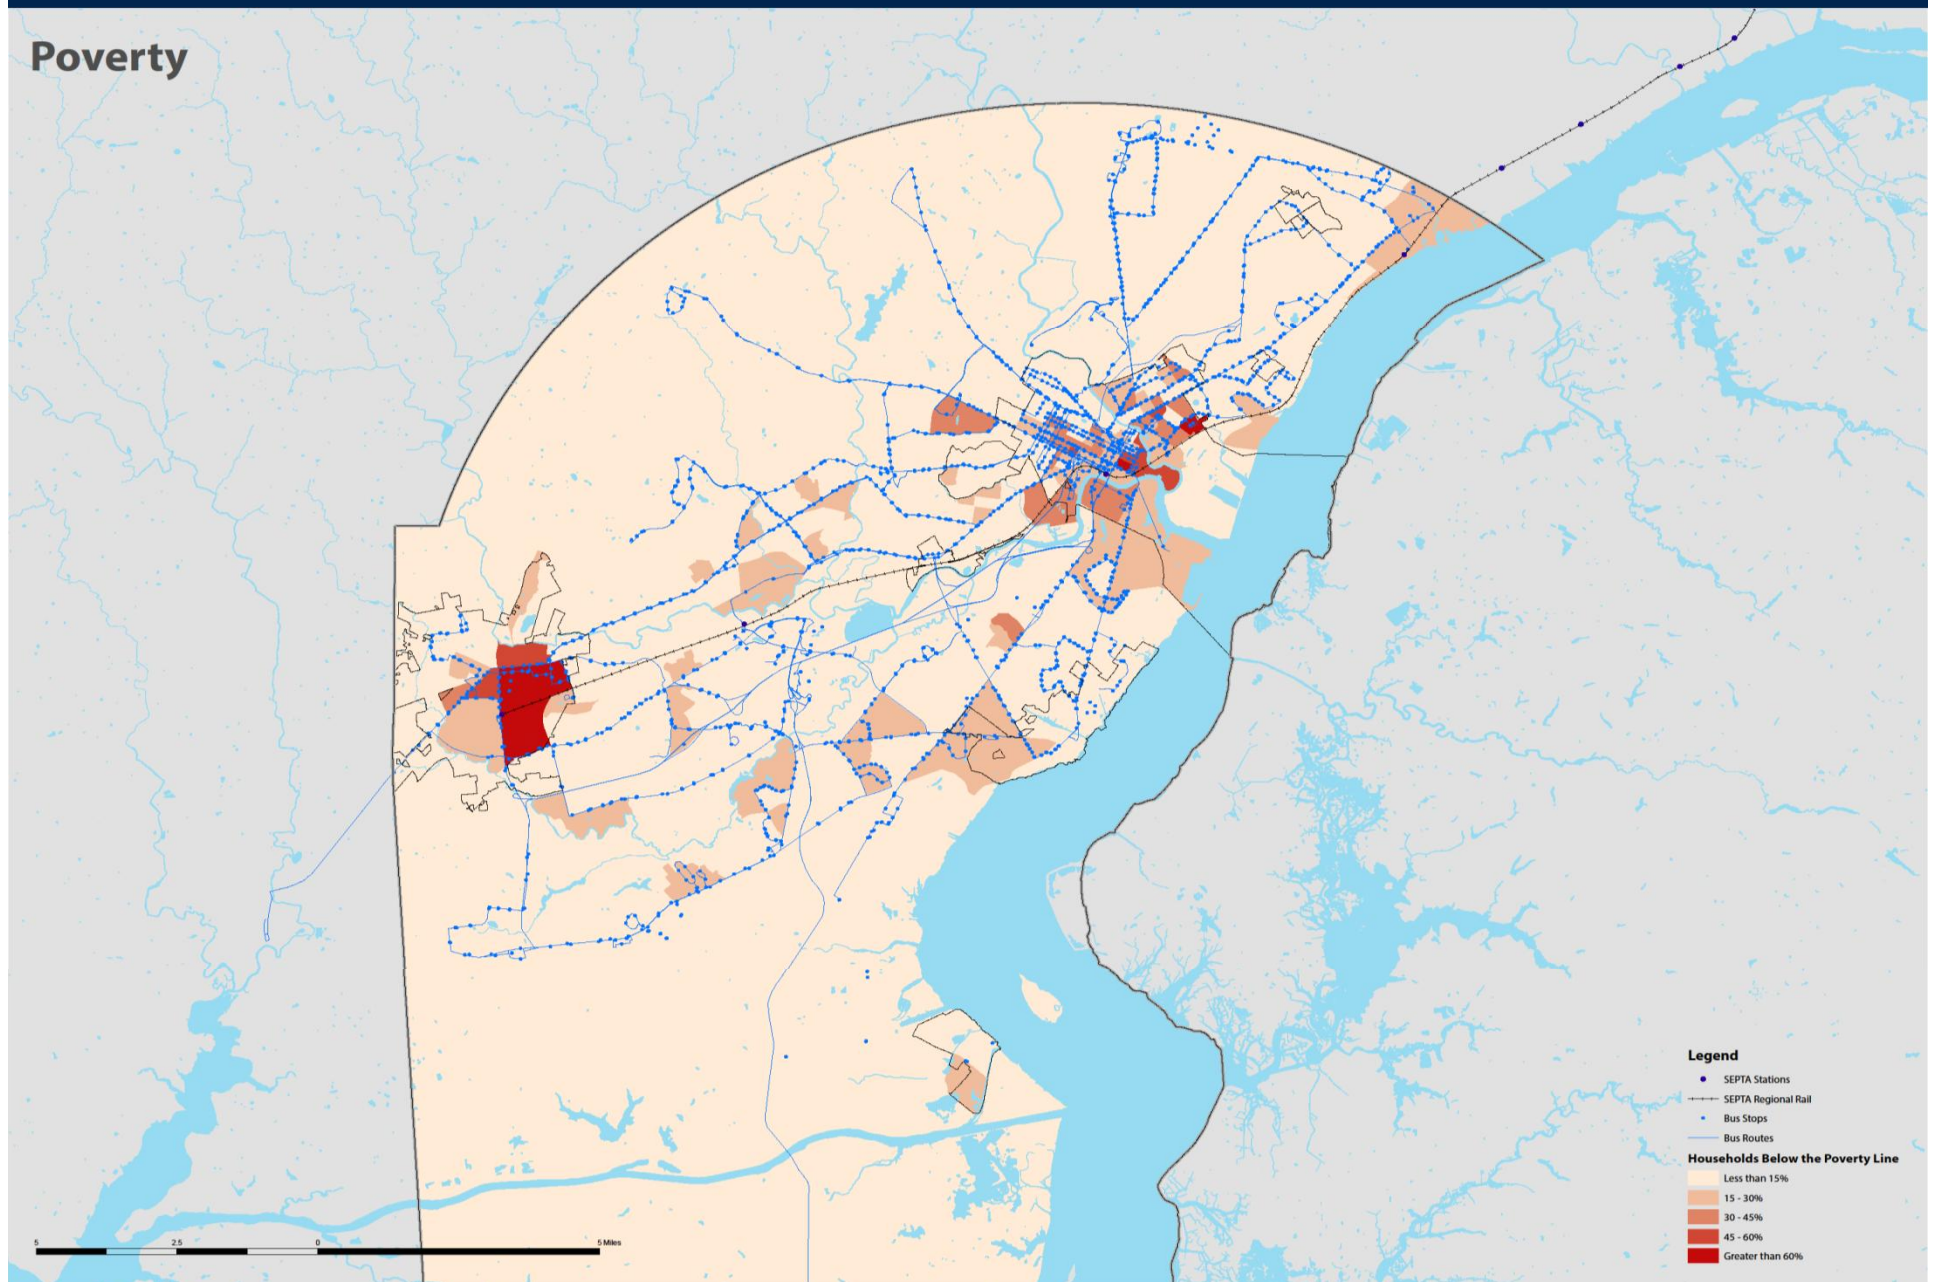 Poverty
Legend
SEPTA Stations
SEPTA Regional Rail
Bus Stops
Bus Routes
Households Below the Poverty Line
Less than 15%
15 - 30%
30 - 45%
45 - 60%
Greater than 60%
5 2.5 0 5 Miles